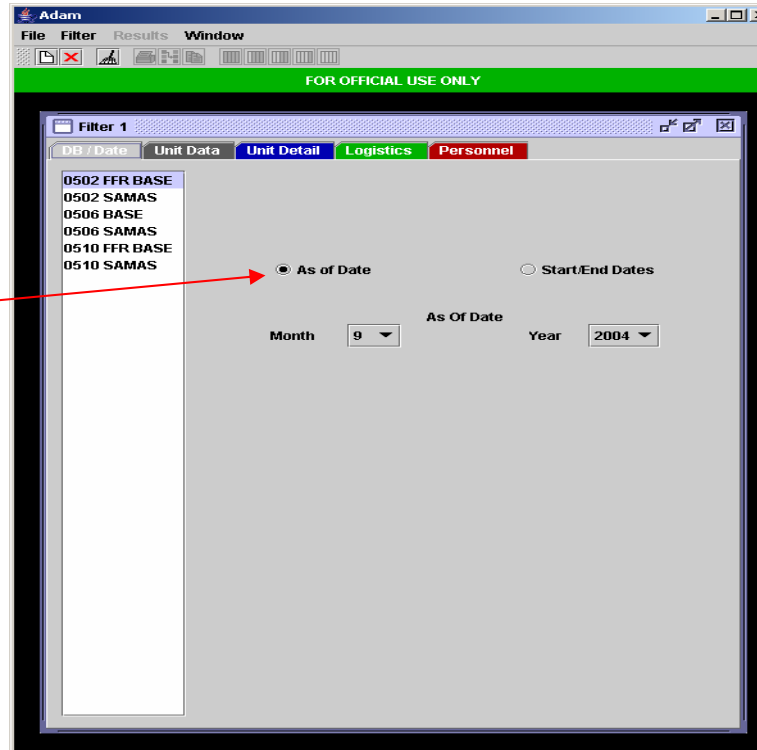 Adam
File Filter Results Window
FOR OFFICIAL USE ONLY
Filter 1
DB / Date Unit Data Unit Detail Logistics Personnel
0502 FFR BASE
0502 SAMAS
0506 BASE
0506 SAMAS
0510 FFR BASE
0510 SAMAS
As of Date Start/End Dates
As Of Date
Month 9 Year 2004